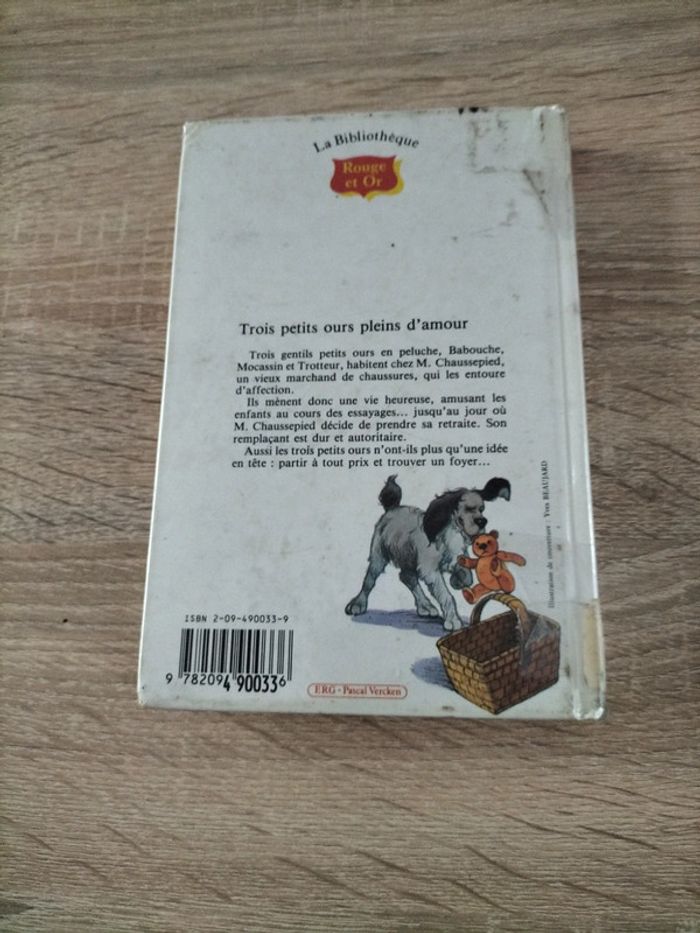 La Bibliothèque
Rouge
et Or
Trois petits ours pleins d'amour
Trois gentils petits ours en peluche, Babouche,
Mocassin et Trotteur, habitent chez M. Chaussepied,
un vieux marchand de chaussures, qui les entoure
d'affection.
Ils mènent donc une vie heureuse, amusant les
enfants au cours des essayages... jusqu'au jour où
M. Chaussepied décide de prendre sa retraite. Son
remplaçant est dur et autoritaire.
Aussi les trois petits ours n'ont-ils plus qu'une idée
en tête : partir à tout prix et trouver un foyer...
Illustration de couverture : Yves BEAUJARD
ISBN 2-09-490033-9
9 782094 900336
ERG - Pascal Vercken